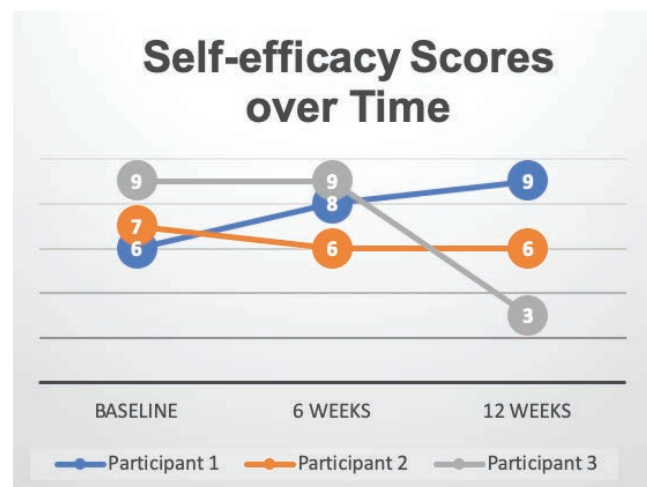 Self-efficacy Scores
over Time
9
9
9
8
7
6
6
6
3
BASELINE
6 WEEKS
12 WEEKS
Participant 1
Participant 2
Participant 3